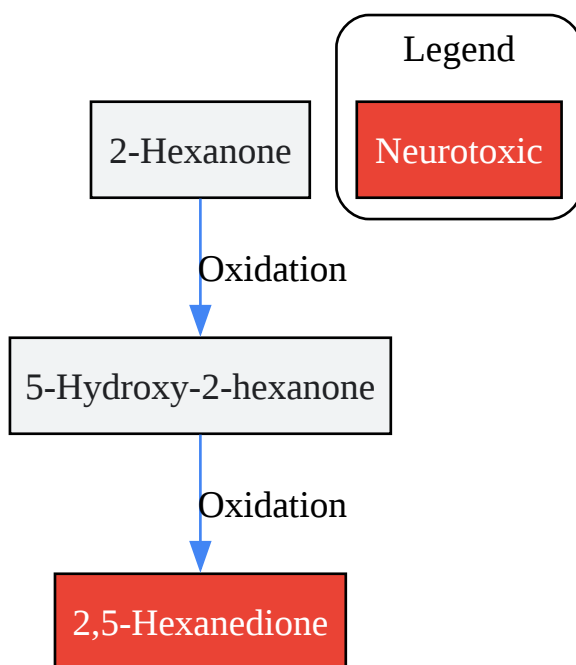 Legend
2-Hexanone
Neurotoxic
Oxidation
5-Hydroxy-2-hexanone
Oxidation
2,5-Hexanedione